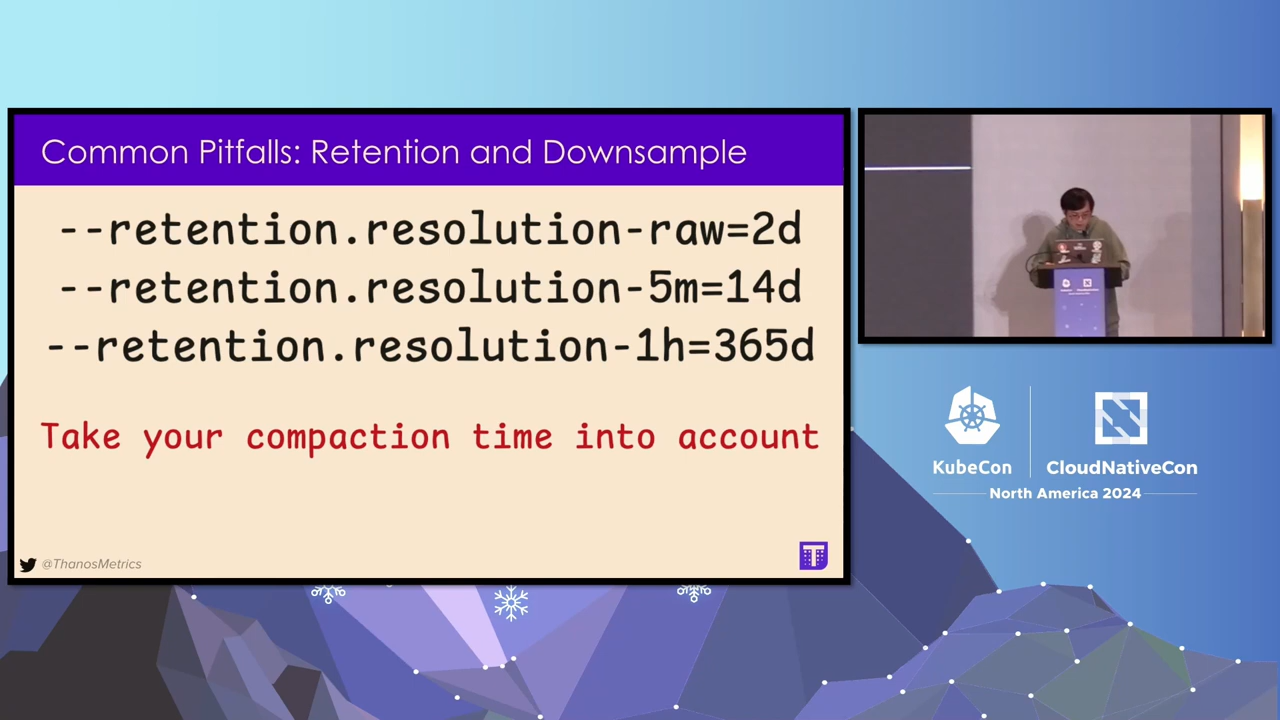 Common Pitfalls: Retention and Downsample
--retention.resolution-raw=2d
--retention.resolution-5m=14d
--retention.resolution-1h=365d
Take your compaction time into account
@ThanosMetrics
KubeCon
CloudNativeCon
North America 2024